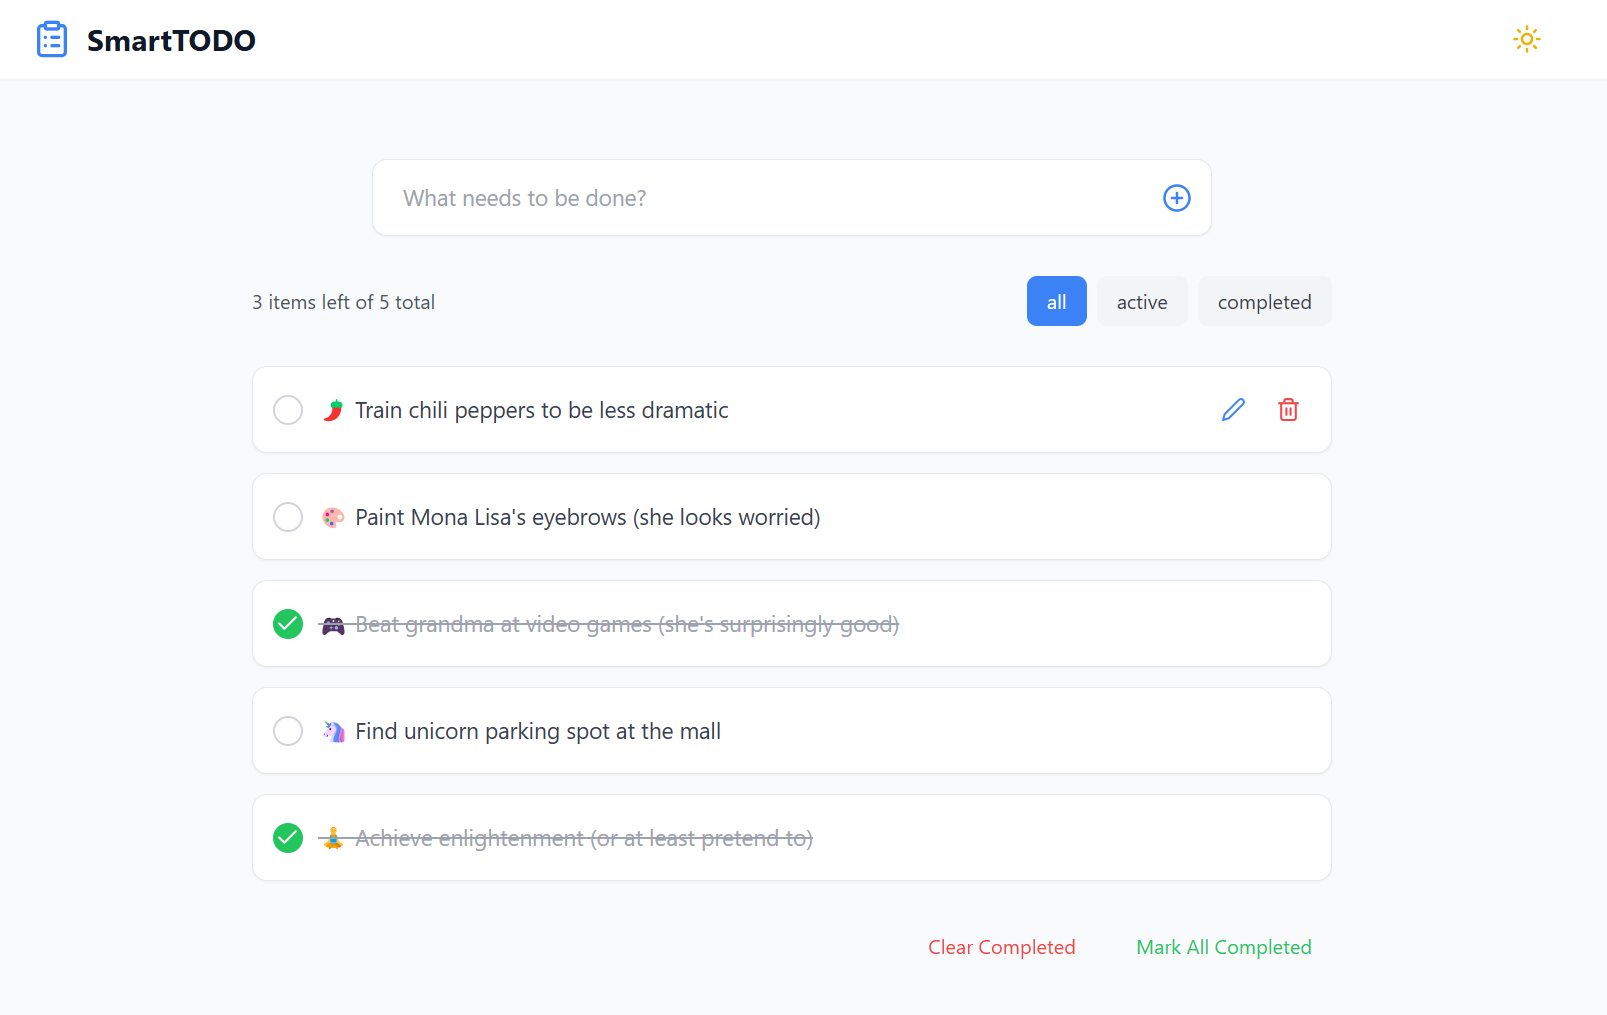 SmartTODO
What needs to be done?
3 items left of 5 total
all
active
completed
🌶️ Train chili peppers to be less dramatic
🎨 Paint Mona Lisa's eyebrows (she looks worried)
🎮 Beat grandma at video games (she's surprisingly good)
🦄 Find unicorn parking spot at the mall
🧘 Achieve enlightenment (or at least pretend to)
Clear Completed
Mark All Completed